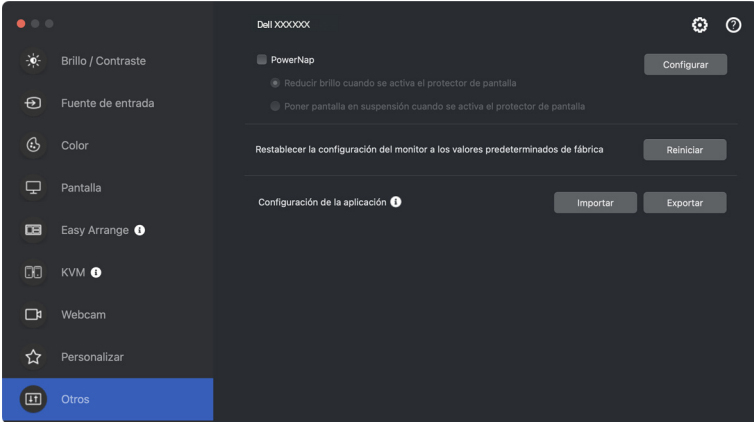 Dell XXXXXX
Brillo / Contraste
Fuente de entrada
Color
Pantalla
Easy Arrange
KVM
Webcam
Personalizar
Otros
PowerNap
Configurar
Reducir brillo cuando se activa el protector de pantalla
Poner pantalla en suspensión cuando se activa el protector de pantalla
Restablecer la configuración del monitor a los valores predeterminados de fábrica
Reiniciar
Configuración de la aplicación
Importar
Exportar